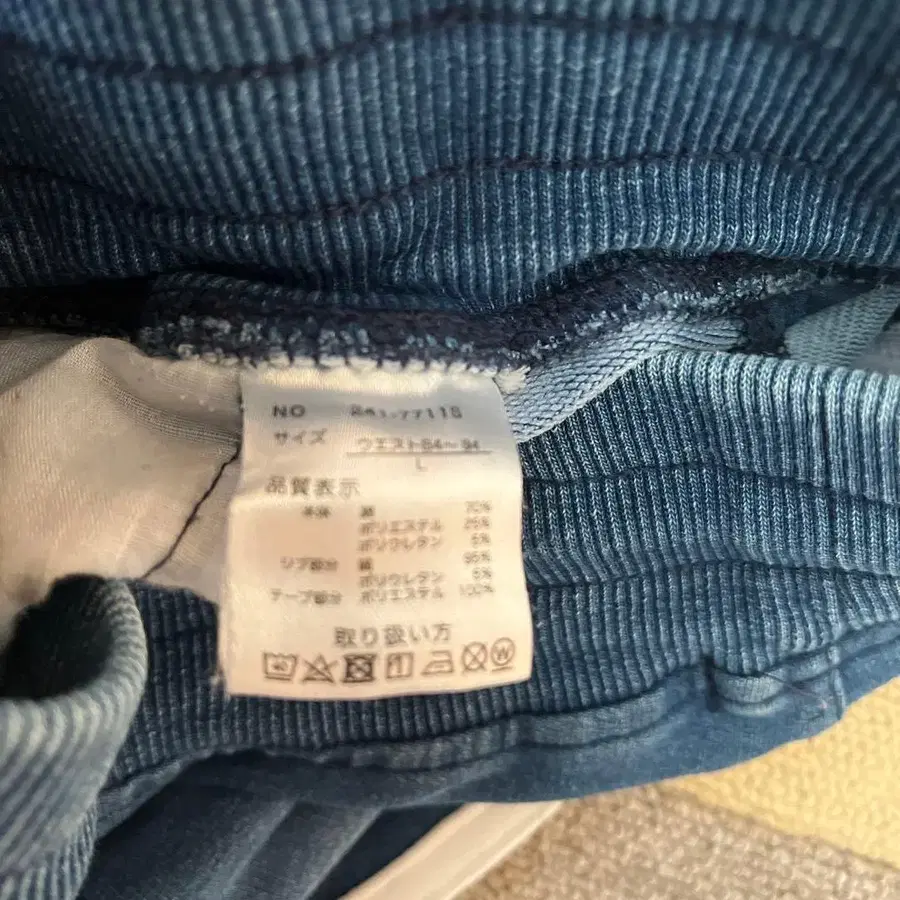 NO 241-77115
サイズ ウエスト84～94
L
品質表示
本体 綿 70%
ポリエステル 25%
ポリウレタン 5%
リブ部分 綿 95%
ポリウレタン 5%
テープ部分 ポリエステル 100%
取り扱い方
40 W